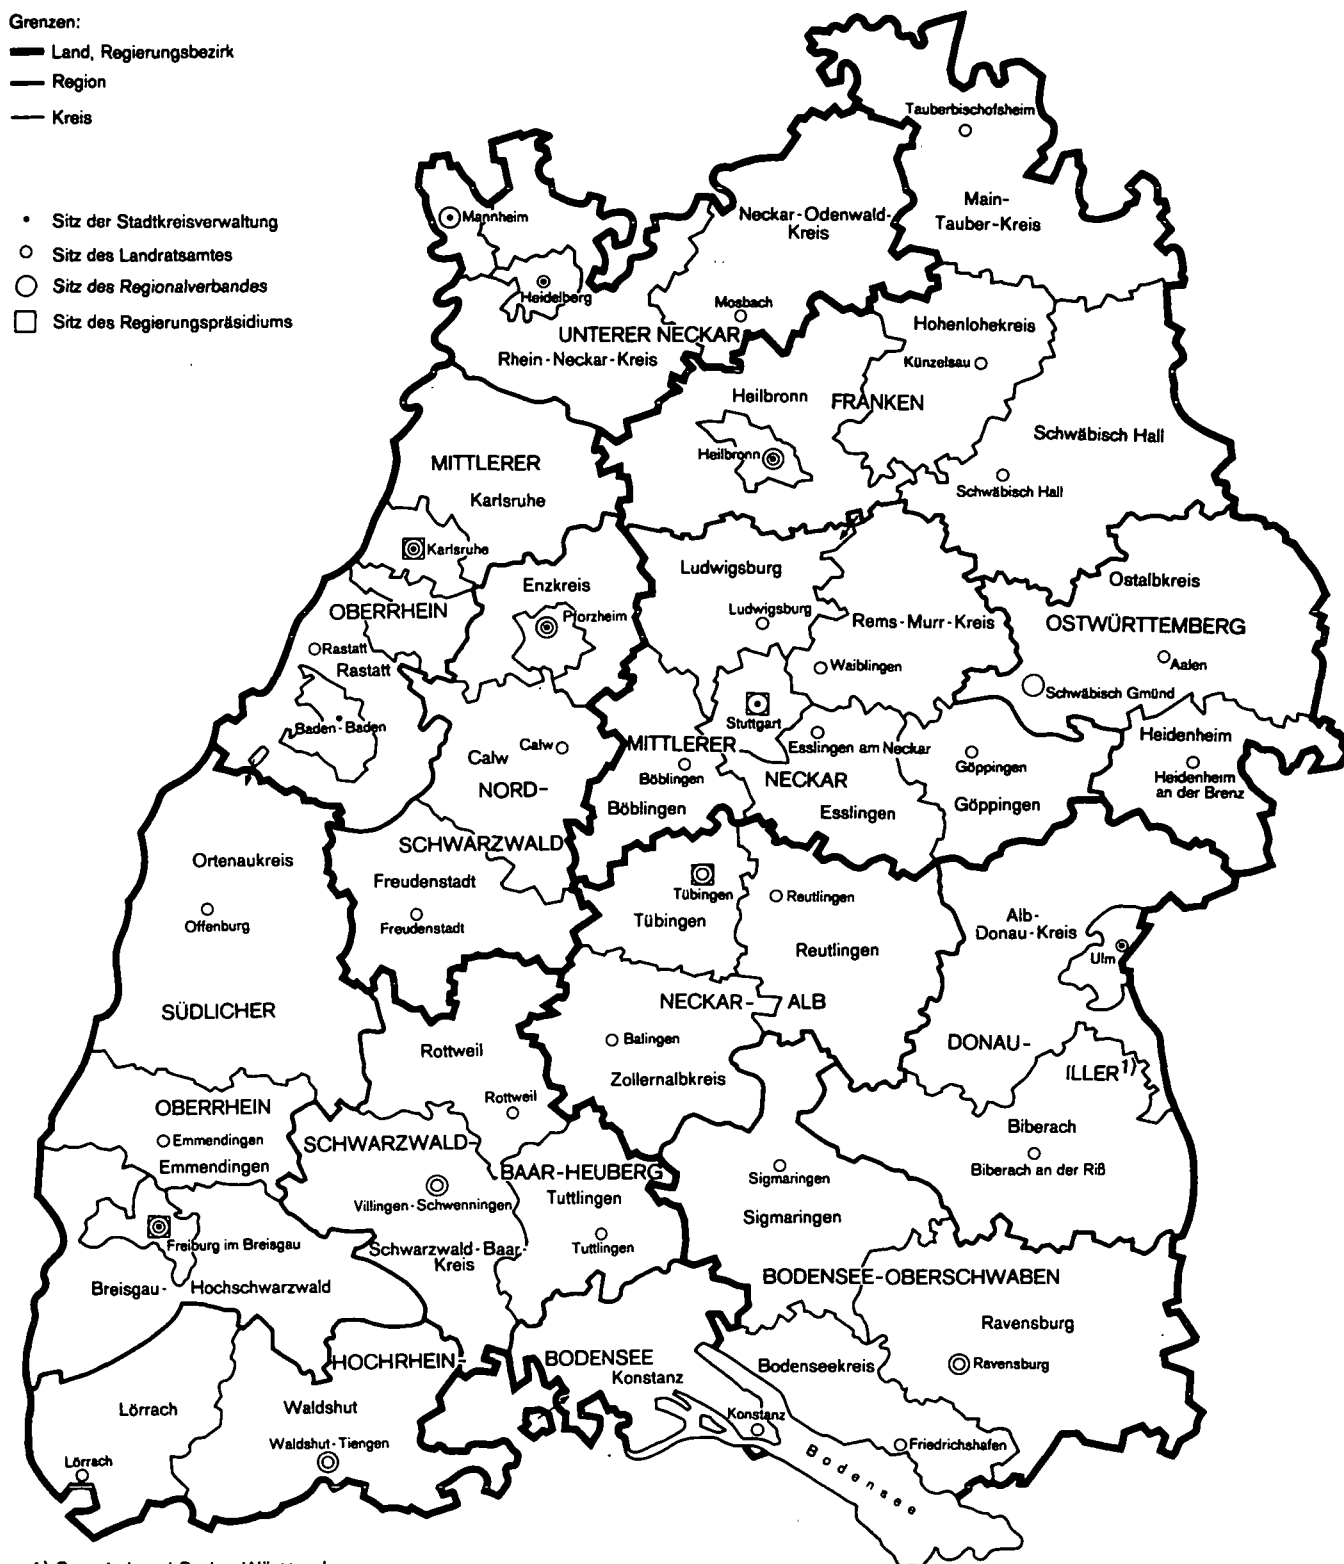 Grenzen:
Land, Regierungsbezirk
Region
Kreis
Sitz der Stadtkreisverwaltung
Sitz des Landratsamtes
Sitz des Regionalverbandes
Sitz des Regierungspräsidiums
Tauberbischofsheim
Main-
Tauber-Kreis
Neckar-Odenwald-
Kreis
Mannheim
Heidelberg
Mosbach
UNTERER NECKAR
Rhein-Neckar-Kreis
Hohenlohekreis
Künzelsau
Heilbronn
FRANKEN
Schwäbisch Hall
Heilbronn
Schwäbisch Hall
MITTLERER
Karlsruhe
Karlsruhe
Enzkreis
Ludwigsburg
Ostalbkreis
OBERRHEIN
Pforzheim
Ludwigsburg
Rems-Murr-Kreis
OSTWÜRTTEMBERG
Rastatt
Rastatt
Waiblingen
Aalen
Schwäbisch Gmünd
Baden-Baden
Stuttgart
Calw
Calw
MITTLERER
Esslingen am Neckar
Heidenheim
Böblingen
NECKAR
Göppingen
Heidenheim
an der Brenz
NORD-
Böblingen
Esslingen
Göppingen
SCHWARZWALD
Ortenaukreis
Freudenstadt
Tübingen
Reutlingen
Offenburg
Freudenstadt
Tübingen
Alb-
Donau-Kreis
Reutlingen
Ulm
SÜDLICHER
NECKAR-ALB
Rottweil
Balingen
DONAU-
ILLER¹⁾
Zollernalbkreis
OBERRHEIN
Rottweil
Emmendingen
Emmendingen
SCHWARZWALD-
Biberach
BAAR-HEUBERG
Biberach an der Riß
Tuttlingen
Sigmaringen
Villingen-Schwenningen
Sigmaringen
Freiburg im Breisgau
Schwarzwald-Baar-
Kreis
Tuttlingen
Breisgau-Hochschwarzwald
BODENSEE-OBERSCHWABEN
Ravensburg
HOCHRHEIN-
BODENSEE
Konstanz
Bodenseekreis
Ravensburg
Lörrach
Waldshut
Konstanz
Waldshut-Tiengen
Friedrichshafen
Lörrach
Bodensee